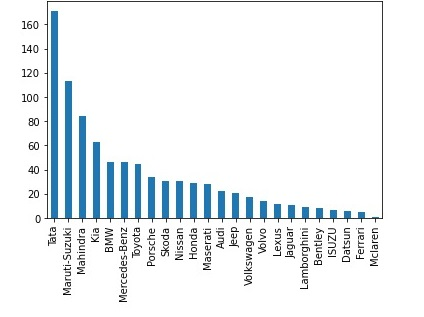 160
140
120
100
80
60
40
20
0
Tata
Maruti-Suzuki
Mahindra
Kia
BMW
Mercedes-Benz
Toyota
Porsche
Skoda
Nissan
Honda
Maserati
Audi
Jeep
Volkswagen
Volvo
Lexus
Jaguar
Lamborghini
Bentley
ISUZU
Datsun
Ferrari
Mclaren